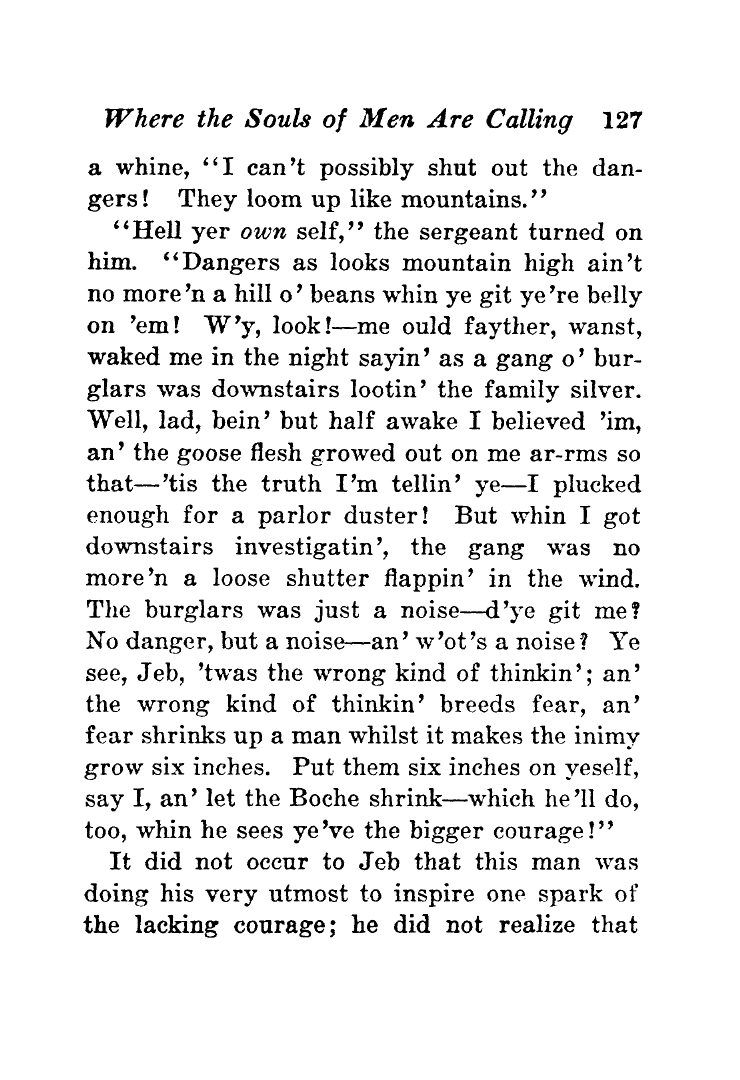 Where the Souls of Men Are Calling 127
a whine, “I can’t possibly shut out the dan-
gers! They loom up like mountains.”
“Hell yer own self,” the sergeant turned on
him. “Dangers as looks mountain high ain’t
no more’n a hill o’ beans whin ye git ye’re belly
on ’em! W’y, look!—me ould fayther, wanst,
waked me in the night sayin’ as a gang o’ bur-
glars was downstairs lootin’ the family silver.
Well, lad, bein’ but half awake I believed ’im,
an’ the goose flesh growed out on me ar-rms so
that—’tis the truth I’m tellin’ ye—I plucked
enough for a parlor duster! But whin I got
downstairs investigatin’, the gang was no
more’n a loose shutter flappin’ in the wind.
The burglars was just a noise—d’ye git me?
No danger, but a noise—an’ w’ot’s a noise? Ye
see, Jeb, ’twas the wrong kind of thinkin’; an’
the wrong kind of thinkin’ breeds fear, an’
fear shrinks up a man whilst it makes the inimy
grow six inches. Put them six inches on yeself,
say I, an’ let the Boche shrink—which he’ll do,
too, whin he sees ye’ve the bigger courage!”
It did not occur to Jeb that this man was
doing his very utmost to inspire one spark of
the lacking courage; he did not realize that